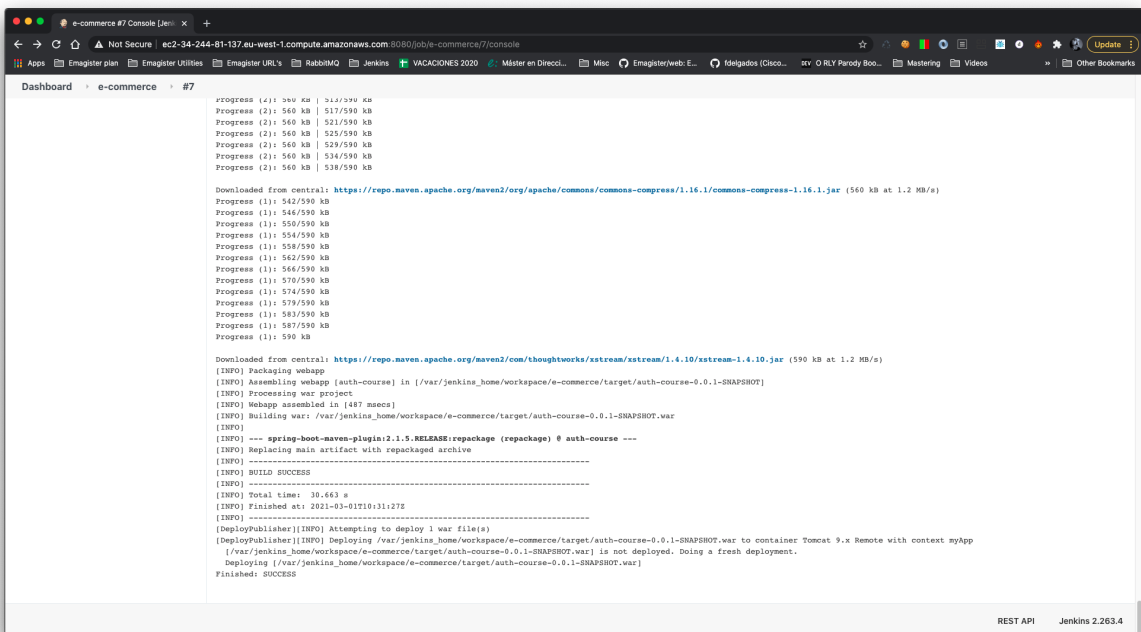 e-commerce #7 Console [Jenk
Not Secure | ec2-34-244-81-137.eu-west-1.compute.amazonaws.com:8080/job/e-commerce/7/console
Update
Apps Emagister plan Emagister Utilities Emagister URL's RabbitMQ Jenkins VACACIONES 2020 Máster en Direcci... Misc Emagister/web: E... fdelgados (Cisco... DEV O RLY Parody Boo... Mastering Videos » Other Bookmarks
Dashboard e-commerce #7
Progress (2): 560 kB | 513/590 kB
Progress (2): 560 kB | 517/590 kB
Progress (2): 560 kB | 521/590 kB
Progress (2): 560 kB | 525/590 kB
Progress (2): 560 kB | 529/590 kB
Progress (2): 560 kB | 534/590 kB
Progress (2): 560 kB | 538/590 kB
Downloaded from central: https://repo.maven.apache.org/maven2/org/apache/commons/commons-compress/1.16.1/commons-compress-1.16.1.jar (560 kB at 1.2 MB/s)
Progress (1): 542/590 kB
Progress (1): 546/590 kB
Progress (1): 550/590 kB
Progress (1): 554/590 kB
Progress (1): 558/590 kB
Progress (1): 562/590 kB
Progress (1): 566/590 kB
Progress (1): 570/590 kB
Progress (1): 574/590 kB
Progress (1): 579/590 kB
Progress (1): 583/590 kB
Progress (1): 587/590 kB
Progress (1): 590 kB
Downloaded from central: https://repo.maven.apache.org/maven2/com/thoughtworks/xstream/xstream/1.4.10/xstream-1.4.10.jar (590 kB at 1.2 MB/s)
[INFO] Packaging webapp
[INFO] Assembling webapp [auth-course] in [/var/jenkins_home/workspace/e-commerce/target/auth-course-0.0.1-SNAPSHOT]
[INFO] Processing war project
[INFO] Webapp assembled in [487 msecs]
[INFO] Building war: /var/jenkins_home/workspace/e-commerce/target/auth-course-0.0.1-SNAPSHOT.war
[INFO]
[INFO] --- spring-boot-maven-plugin:2.1.5.RELEASE:repackage (repackage) @ auth-course ---
[INFO] Replacing main artifact with repackaged archive
[INFO] ------------------------------------------------------------------------
[INFO] BUILD SUCCESS
[INFO] ------------------------------------------------------------------------
[INFO] Total time: 30.663 s
[INFO] Finished at: 2021-03-01T10:31:27Z
[INFO] ------------------------------------------------------------------------
[DeployPublisher][INFO] Attempting to deploy 1 war file(s)
[DeployPublisher][INFO] Deploying /var/jenkins_home/workspace/e-commerce/target/auth-course-0.0.1-SNAPSHOT.war to container Tomcat 9.x Remote with context myApp
[/var/jenkins_home/workspace/e-commerce/target/auth-course-0.0.1-SNAPSHOT.war] is not deployed. Doing a fresh deployment.
Deploying [/var/jenkins_home/workspace/e-commerce/target/auth-course-0.0.1-SNAPSHOT.war]
Finished: SUCCESS
REST API Jenkins 2.263.4